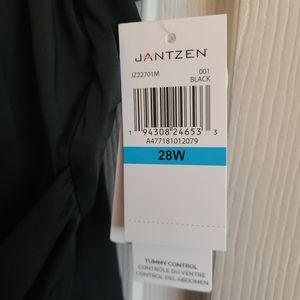 JANTZEN
JZ22701M 001
BLACK
1 94308 24653 3
A477181012079
28W
TUMMY CONTROL
CONTRÔLE DU VENTRE
CONTROL DEL ABDOMEN